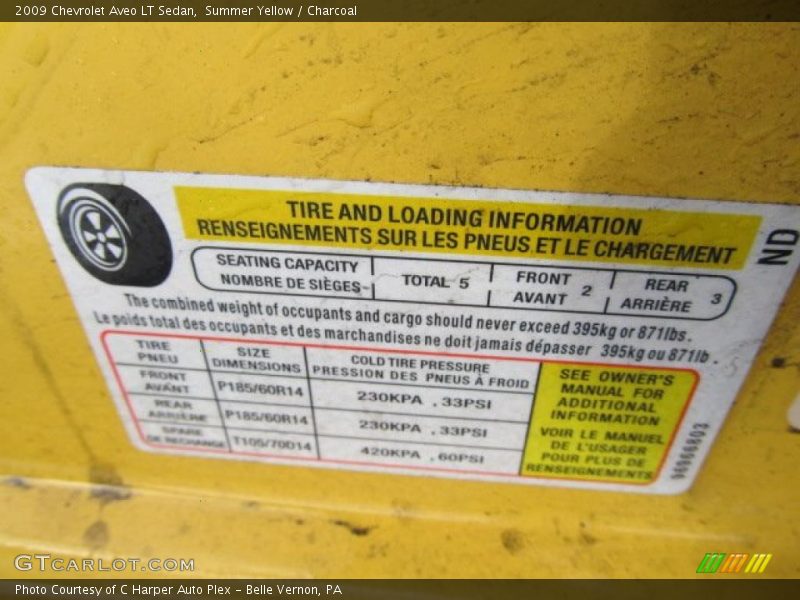 2009 Chevrolet Aveo LT Sedan, Summer Yellow / Charcoal
TIRE AND LOADING INFORMATION
RENSEIGNEMENTS SUR LES PNEUS ET LE CHARGEMENT
ND
SEATING CAPACITY
NOMBRE DE SIÈGES
TOTAL 5
FRONT
AVANT 2
REAR
ARRIÈRE 3
The combined weight of occupants and cargo should never exceed 395kg or 871lbs.
Le poids total des occupants et des marchandises ne doit jamais dépasser 395kg ou 871lb.
TIRE
PNEU
SIZE
DIMENSIONS
COLD TIRE PRESSURE
PRESSION DES PNEUS À FROID
FRONT
AVANT
P185/60R14
230KPA , 33PSI
REAR
ARRIÈRE
P185/60R14
230KPA , 33PSI
SPARE
DE RECHANGE
T105/70D14
420KPA , 60PSI
SEE OWNER'S
MANUAL FOR
ADDITIONAL
INFORMATION
VOIR LE MANUEL
DE L'USAGER
POUR PLUS DE
RENSEIGNEMENTS
96966803
GTCARLOT.COM
Photo Courtesy of C Harper Auto Plex - Belle Vernon, PA